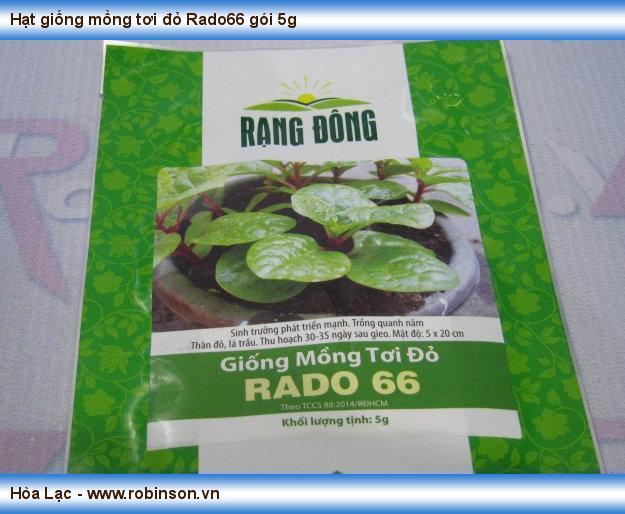 Hạt giống mồng tơi đỏ Rado66 gói 5g
RẠNG ĐÔNG
Sinh trưởng phát triển mạnh. Trồng quanh năm
Thân đỏ, lá trầu. Thu hoạch 30-35 ngày sau gieo. Mật độ: 5 x 20 cm
Giống Mồng Tơi Đỏ
RADO 66
Theo TCCS 88:2014/RĐHCM
Khối lượng tịnh: 5g
Hòa Lạc - www.robinson.vn